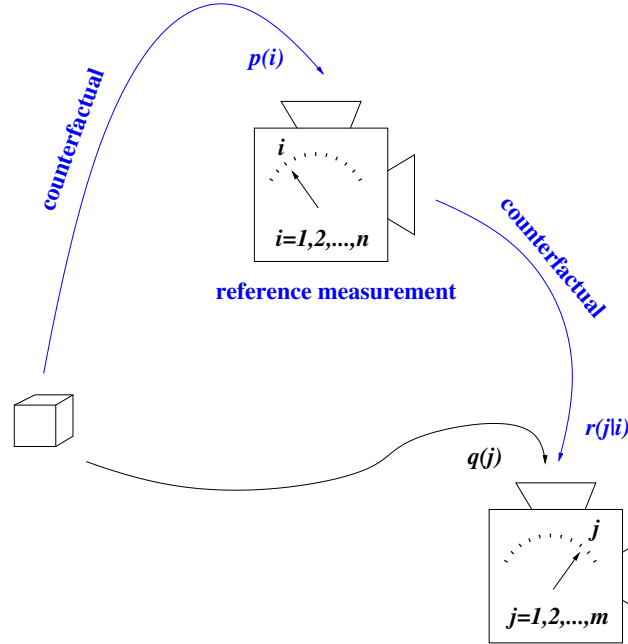 p(i)
counterfactual
i
i=1,2,...,n
counterfactual
reference measurement
r(j|i)
q(j)
j
j=1,2,...,m